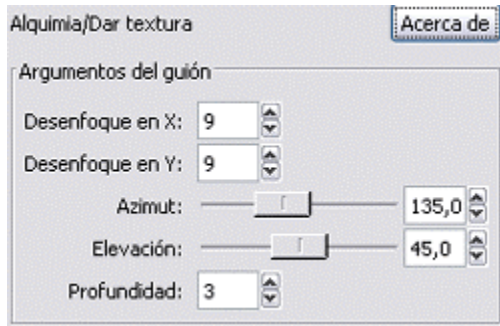 Alquimia/Dar textura Acerca de
Argumentos del guión
Desenfoque en X: 9
Desenfoque en Y: 9
Azimut: 135,0
Elevación: 45,0
Profundidad: 3